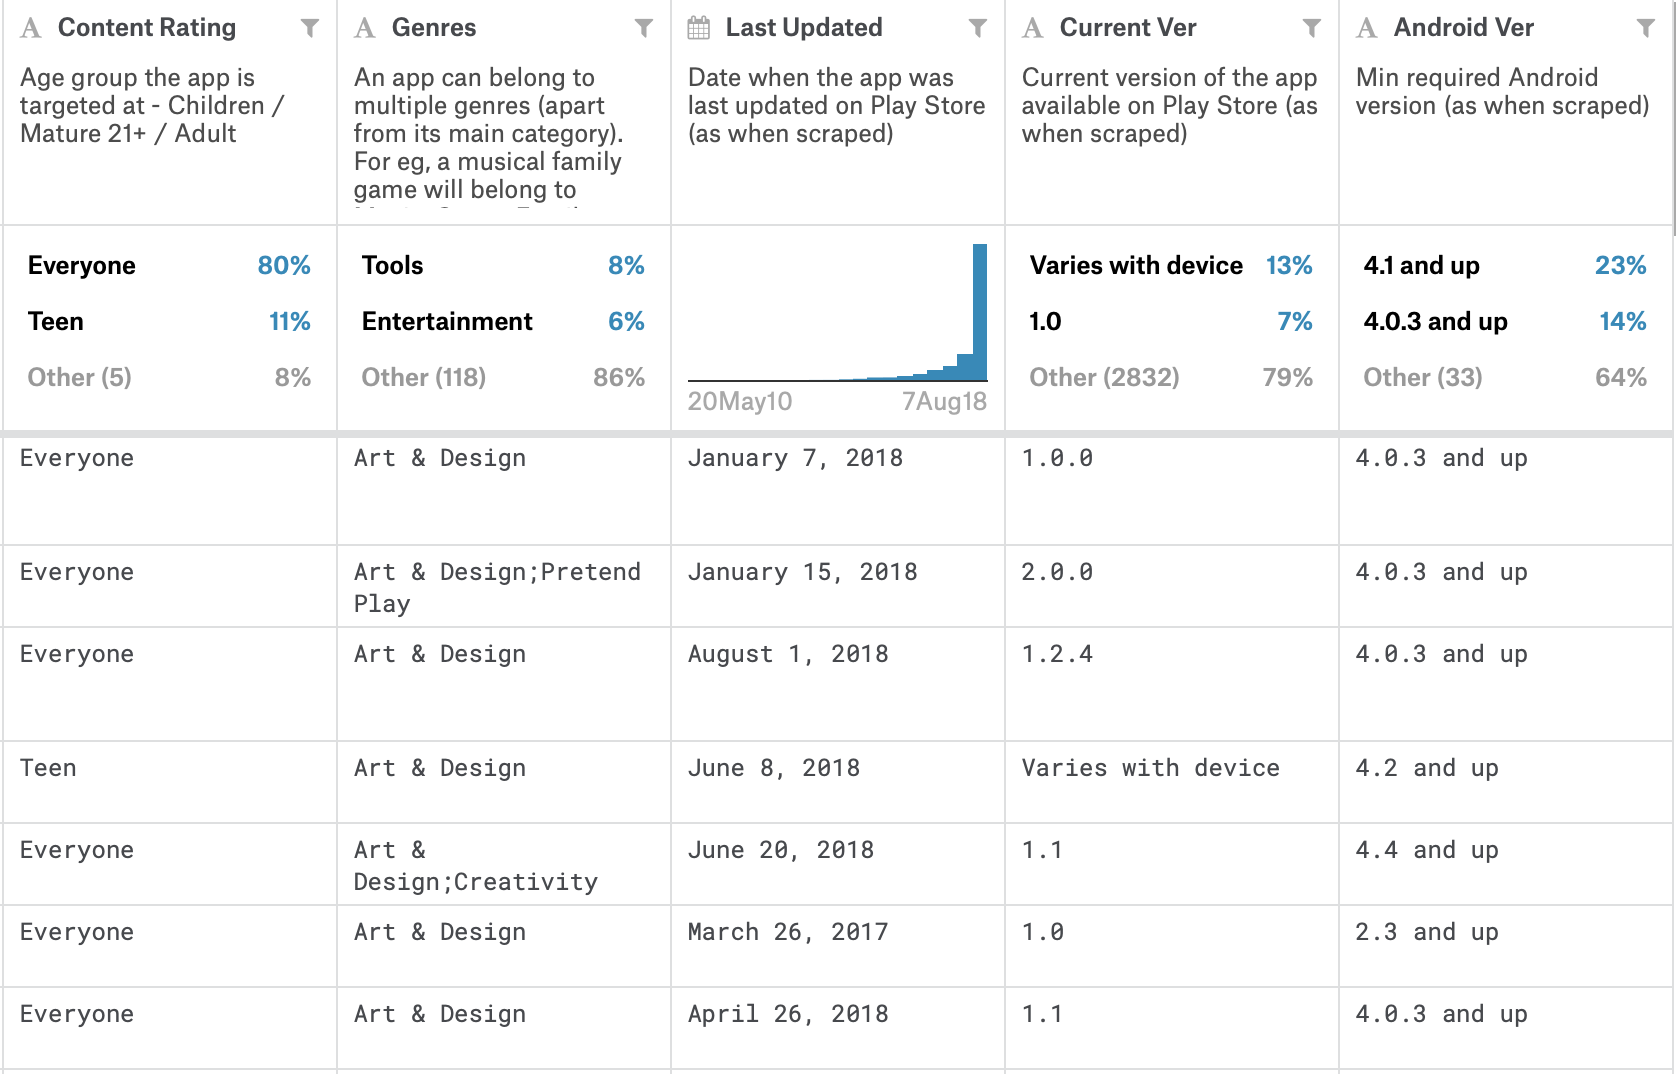 Content Rating
Genres
Last Updated
Current Ver
Android Ver
Age group the app is
targeted at - Children /
Mature 21+ / Adult
An app can belong to
multiple genres (apart
from its main category).
For eg, a musical family
game will belong to
Date when the app was
last updated on Play Store
(as when scraped)
Current version of the app
available on Play Store (as
when scraped)
Min required Android
version (as when scraped)
Everyone 80%
Teen 11%
Other (5) 8%
Tools 8%
Entertainment 6%
Other (118) 86%
20May10 7Aug18
Varies with device 13%
1.0 7%
Other (2832) 79%
4.1 and up 23%
4.0.3 and up 14%
Other (33) 64%
Everyone
Art & Design
January 7, 2018
1.0.0
4.0.3 and up
Everyone
Art & Design;Pretend
Play
January 15, 2018
2.0.0
4.0.3 and up
Everyone
Art & Design
August 1, 2018
1.2.4
4.0.3 and up
Teen
Art & Design
June 8, 2018
Varies with device
4.2 and up
Everyone
Art &
Design;Creativity
June 20, 2018
1.1
4.4 and up
Everyone
Art & Design
March 26, 2017
1.0
2.3 and up
Everyone
Art & Design
April 26, 2018
1.1
4.0.3 and up